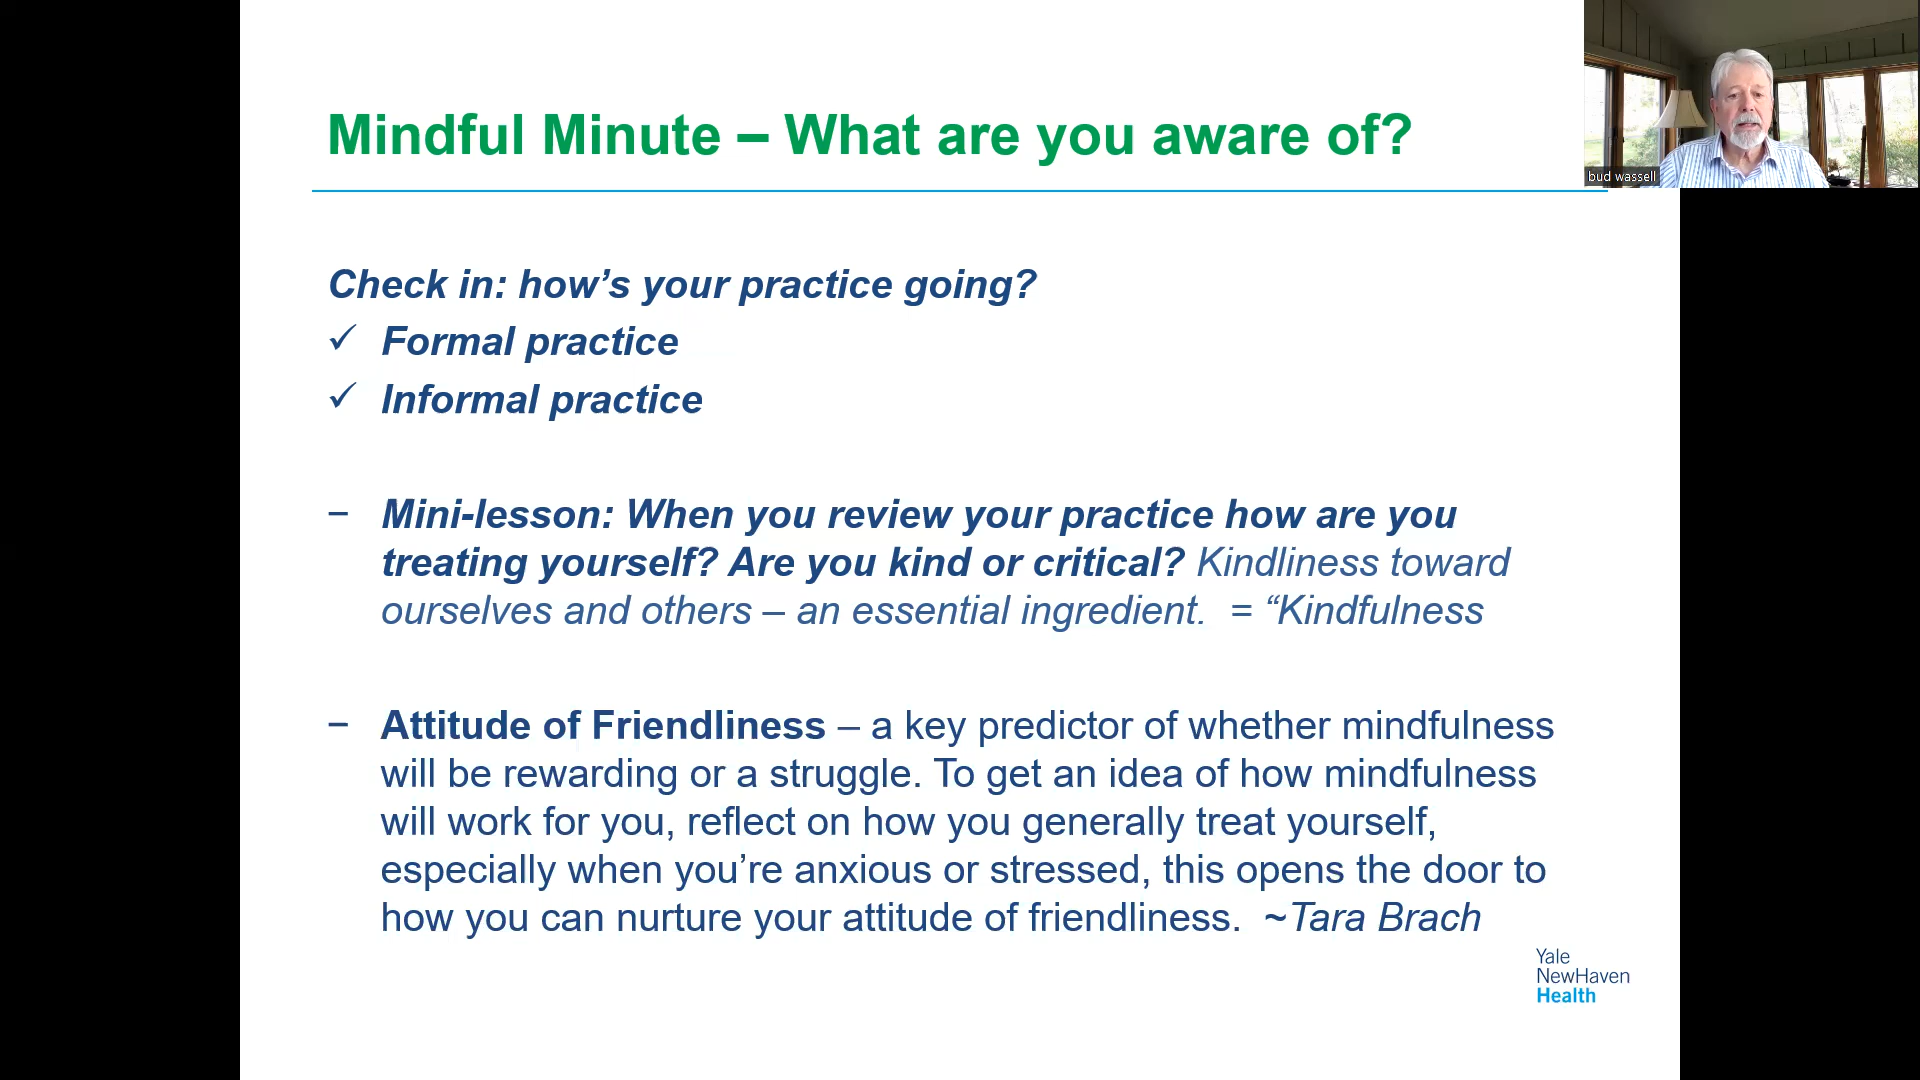 Mindful Minute – What are you aware of?
bud wassell
Check in: how’s your practice going?
✓ Formal practice
✓ Informal practice
− Mini-lesson: When you review your practice how are you
treating yourself? Are you kind or critical? Kindliness toward
ourselves and others – an essential ingredient.  = “Kindfulness
− Attitude of Friendliness – a key predictor of whether mindfulness
will be rewarding or a struggle. To get an idea of how mindfulness
will work for you, reflect on how you generally treat yourself,
especially when you’re anxious or stressed, this opens the door to
how you can nurture your attitude of friendliness.  ~Tara Brach
Yale
NewHaven
Health